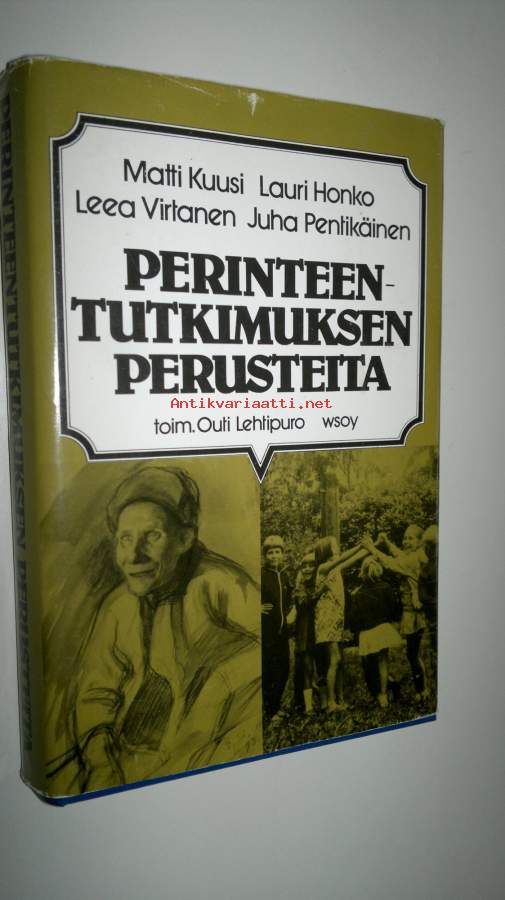 Matti Kuusi Lauri Honko
Leea Virtanen Juha Pentikäinen
PERINTEEN-
TUTKIMUKSEN
PERUSTEITA
Antikvariaatti.net
toim. Outi Lehtipuro wsoy
PERINTEENTUTKIMUKSEN PERUSTEITA